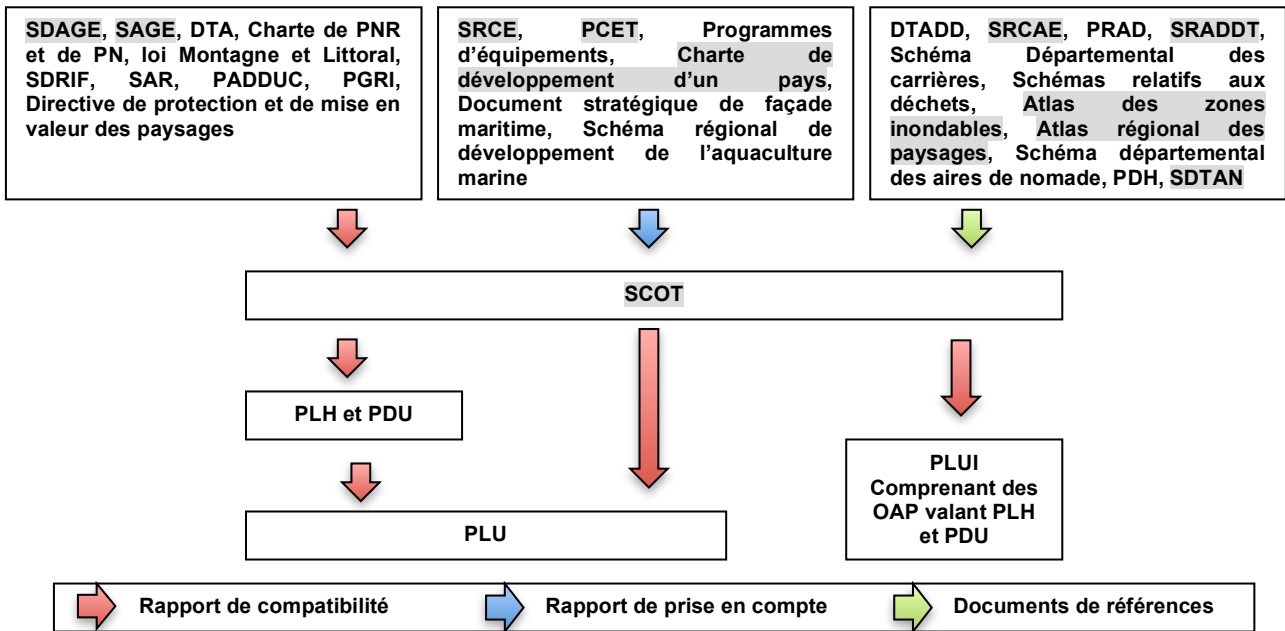 SDAGE, SAGE, DTA, Charte de PNR
et de PN, loi Montagne et Littoral,
SDRIF, SAR, PADDUC, PGRI,
Directive de protection et de mise en
valeur des paysages
SRCE, PCET, Programmes
d'équipements, Charte de
développement d'un pays,
Document stratégique de façade
maritime, Schéma régional de
développement de l'aquaculture
marine
DTADD, SRCAE, PRAD, SRADDT,
Schéma Départemental des
carrières, Schémas relatifs aux
déchets, Atlas des zones
inondables, Atlas régional des
paysages, Schéma départemental
des aires de nomade, PDH, SDTAN
SCOT
PLH et PDU
PLU
PLUI
Comprenant des
OAP valant PLH
et PDU
Rapport de compatibilité
Rapport de prise en compte
Documents de références